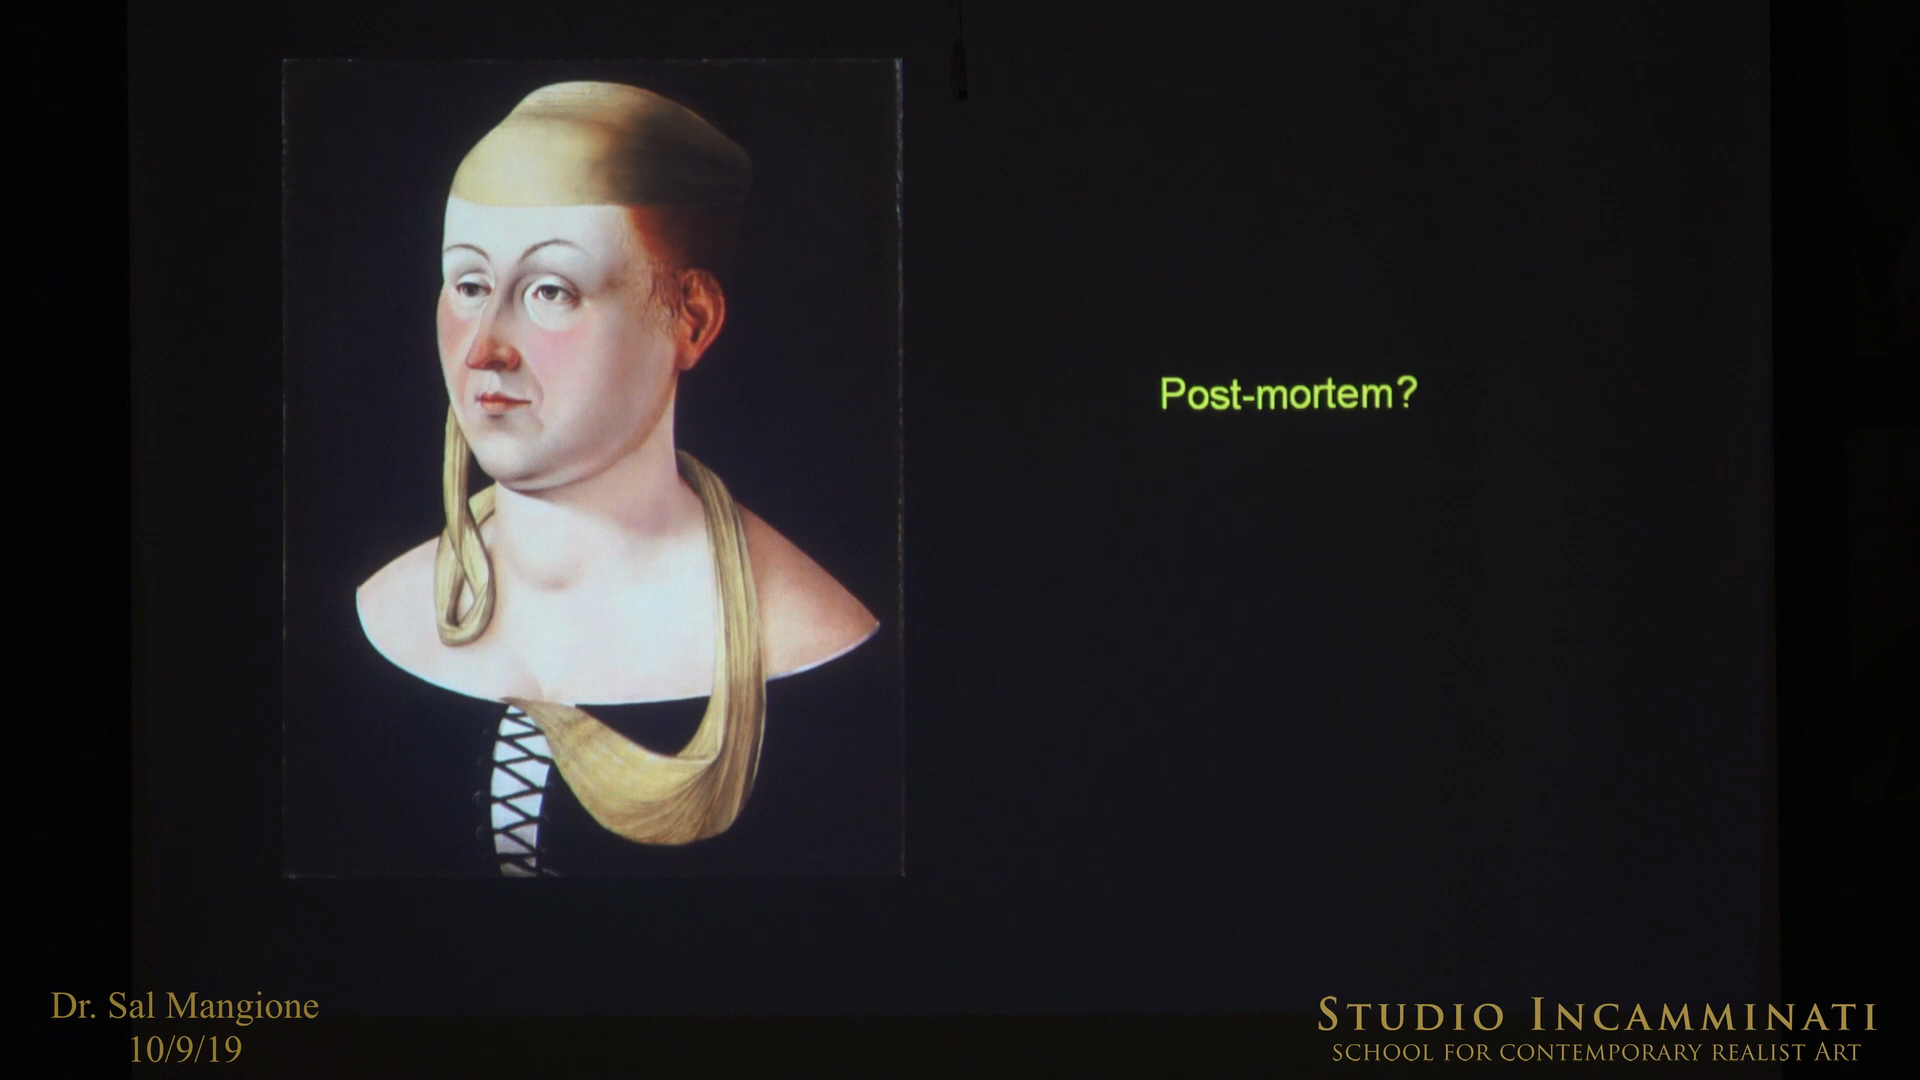 Post-mortem?
Dr. Sal Mangione
10/9/19
STUDIO INCAMMINATI
SCHOOL FOR CONTEMPORARY REALIST ART